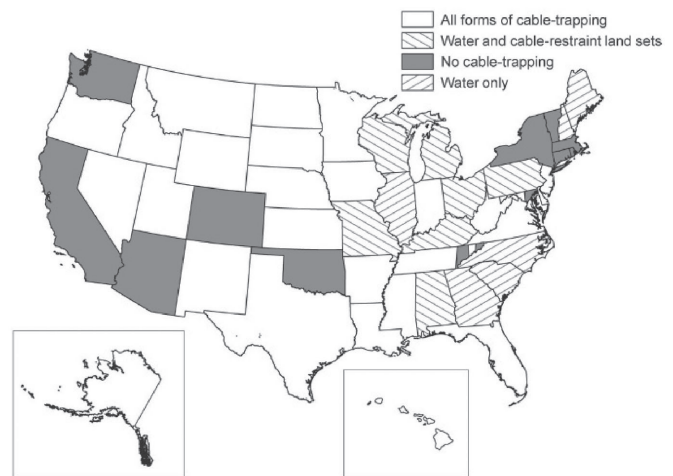 All forms of cable-trapping
Water and cable-restraint land sets
No cable-trapping
Water only